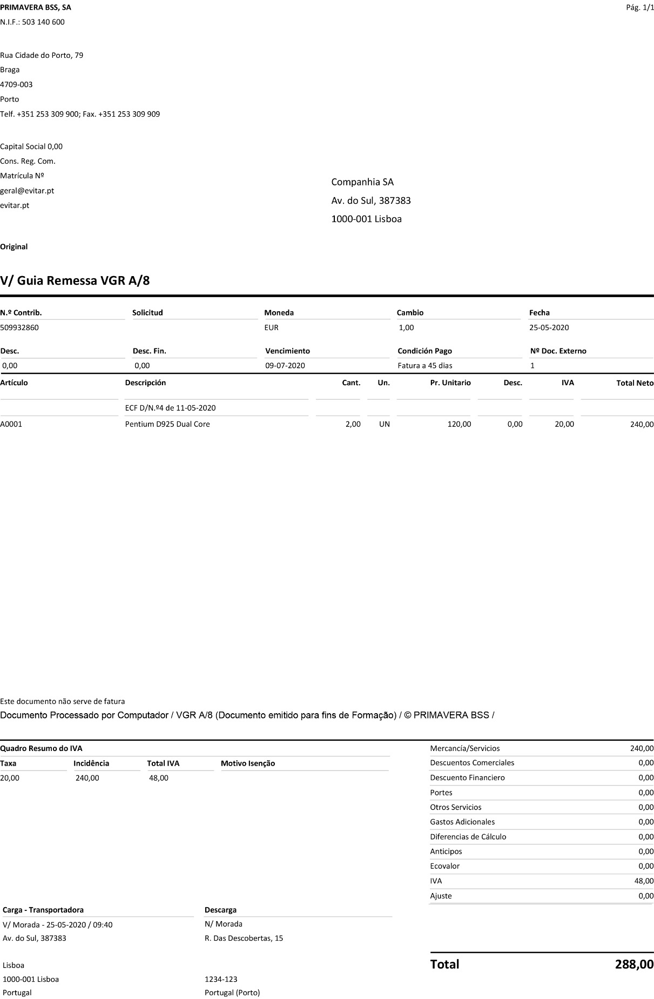 PRIMAVERA BSS, SA
Pág. 1/1
N.I.F.: 503 140 600
Rua Cidade do Porto, 79
Braga
4709-003
Porto
Telf. +351 253 309 900; Fax. +351 253 309 909
Capital Social 0,00
Cons. Reg. Com.
Matrícula Nº
geral@evitar.pt
evitar.pt
Companhia SA
Av. do Sul, 387383
1000-001 Lisboa
Original
V/ Guia Remessa VGR A/8
N.º Contrib. Solicitud Moneda Cambio Fecha
509932860 EUR 1,00 25-05-2020
Desc. Desc. Fin. Vencimiento Condición Pago Nº Doc. Externo
0,00 0,00 09-07-2020 Fatura a 45 dias 1
Artículo Descripción Cant. Un. Pr. Unitario Desc. IVA Total Neto
ECF D/N.º4 de 11-05-2020
A0001 Pentium D925 Dual Core 2,00 UN 120,00 0,00 20,00 240,00
Este documento não serve de fatura
Documento Processado por Computador / VGR A/8 (Documento emitido para fins de Formação) / © PRIMAVERA BSS /
Quadro Resumo do IVA
Taxa Incidência Total IVA Motivo Isenção
20,00 240,00 48,00
Mercancía/Servicios 240,00
Descuentos Comerciales 0,00
Descuento Financiero 0,00
Portes 0,00
Otros Servicios 0,00
Gastos Adicionales 0,00
Diferencias de Cálculo 0,00
Anticipos 0,00
Ecovalor 0,00
IVA 48,00
Ajuste 0,00
Carga - Transportadora
V/ Morada - 25-05-2020 / 09:40
Av. do Sul, 387383
Lisboa
1000-001 Lisboa
Portugal
Descarga
N/ Morada
R. Das Descobertas, 15
1234-123
Portugal (Porto)
Total 288,00